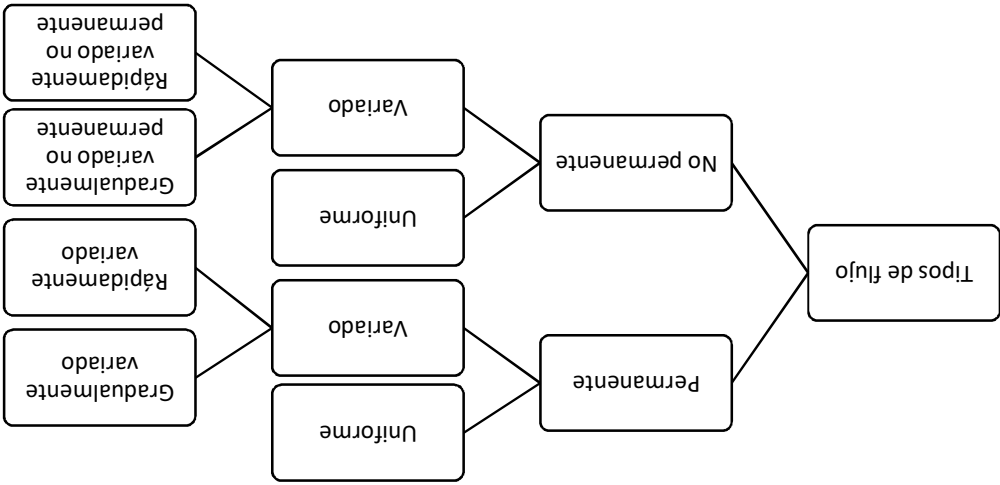 Tipos de flujo
Permanente
Uniforme
Variado
Gradualmente
variado
Rápidamente
variado
No permanente
Uniforme
Variado
Gradualmente
variado no
permanente
Rápidamente
variado no
permanente